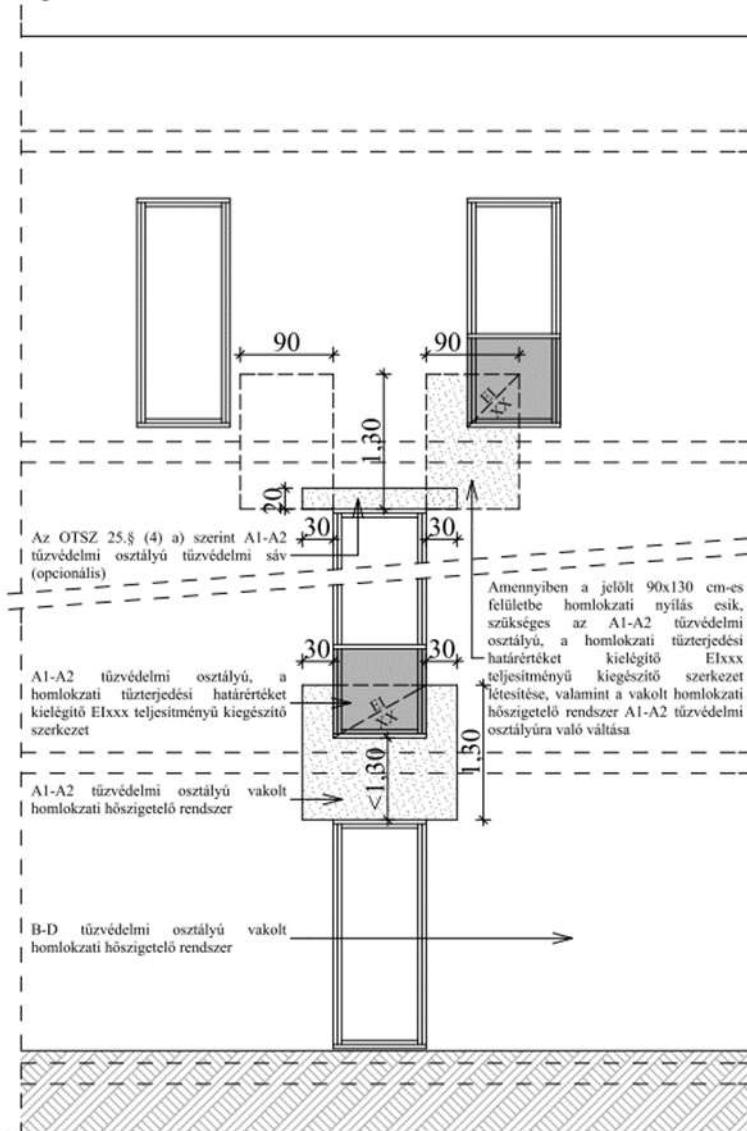 90
90
EI
XX
1,30
20
30
30
Az OTSZ 25.§ (4) a) szerint A1-A2
tűzvédelmi osztályú tűzvédelmi sáv
(opcionális)
Amennyiben a jelölt 90x130 cm-es
felületbe homlokzati nyílás esik,
szükséges az A1-A2 tűzvédelmi
osztályú, a homlokzati tűzterjedési
határértéket kielégítő EIxxx
teljesítményű kiegészítő szerkezet
létesítése, valamint a vakolt homlokzati
hőszigetelő rendszer A1-A2 tűzvédelmi
osztályúra való váltása
30
30
A1-A2 tűzvédelmi osztályú, a
homlokzati tűzterjedési határértéket
kielégítő EIxxx teljesítményű kiegészítő
szerkezet
EI
XX
<1,30
1,30
A1-A2 tűzvédelmi osztályú vakolt
homlokzati hőszigetelő rendszer
B-D tűzvédelmi osztályú vakolt
homlokzati hőszigetelő rendszer